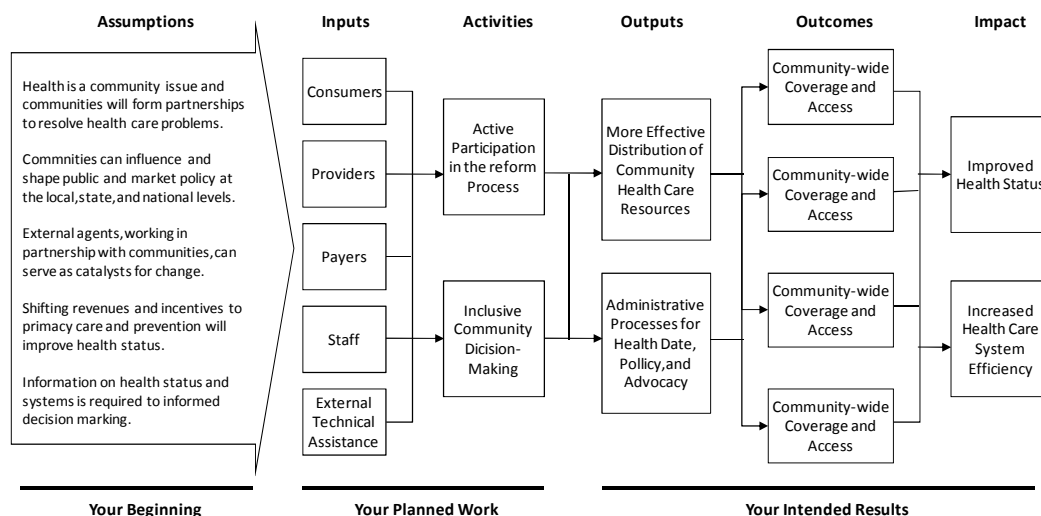 Assumptions
Inputs
Activities
Outputs
Outcomes
Impact
Health is a community issue and
communities will form partnerships
to resolve health care problems.
Commnities can influence and
shape public and market policy at
the local,state,and national levels.
External agents,working in
partnership with communities,can
serve as catalysts for change.
Shifting revenues and incentives to
primacy care and prevention will
improve health status.
Information on health status and
systems is required to informed
decision marking.
Consumers
Providers
Payers
Staff
External
Technical
Assistance
Active
Participation
in the reform
Process
Inclusive
Community
Dicision-
Making
More Effective
Distribution of
Community
Health Care
Resources
Administrative
Processes for
Health Date,
Pollicy,and
Advocacy
Community-wide
Coverage and
Access
Community-wide
Coverage and
Access
Community-wide
Coverage and
Access
Community-wide
Coverage and
Access
Improved
Health Status
Increased
Health Care
System
Efficiency
Your Beginning
Your Planned Work
Your Intended Results